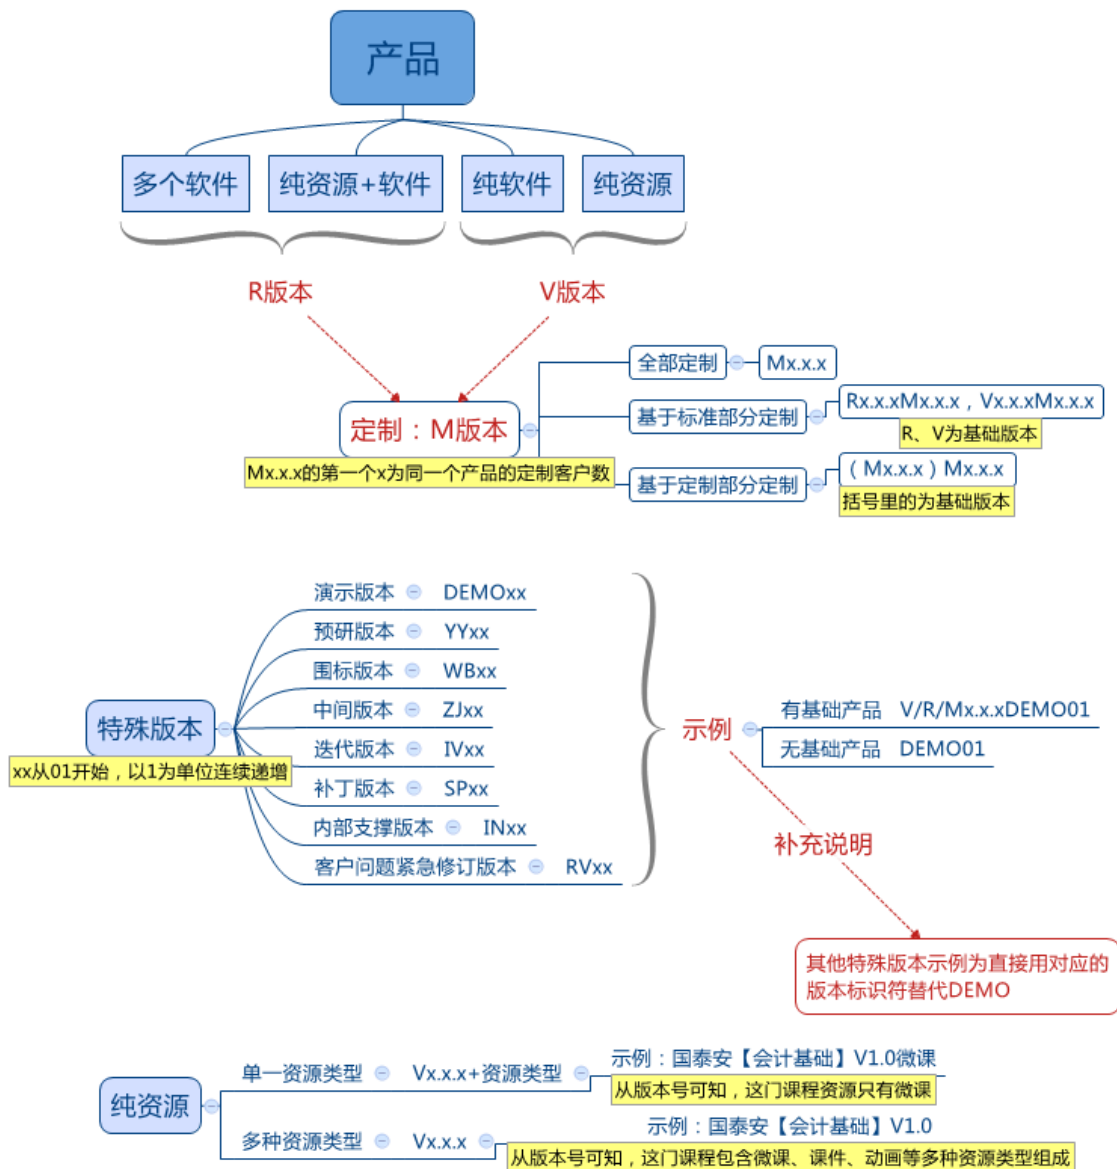 产品
多个软件
纯资源+软件
纯软件
纯资源
R版本
V版本
定制：M版本
Mx.x.x的第一个x为同一个产品的定制客户数
全部定制
Mx.x.x
基于标准部分定制
Rx.x.xMx.x.x，Vx.x.xMx.x.x
R、V为基础版本
基于定制部分定制
（Mx.x.x）Mx.x.x
括号里的为基础版本
特殊版本
xx从01开始，以1为单位连续递增
演示版本 DEMOxx
预研版本 YYxx
围标版本 WBxx
中间版本 ZJxx
迭代版本 IVxx
补丁版本 SPxx
内部支撑版本 INxx
客户问题紧急修订版本 RVxx
示例
有基础产品 V/R/Mx.x.xDEMO01
无基础产品 DEMO01
补充说明
其他特殊版本示例为直接用对应的
版本标识符替代DEMO
纯资源
单一资源类型
Vx.x.x+资源类型
示例：国泰安【会计基础】V1.0微课
从版本号可知，这门课程资源只有微课
多种资源类型
Vx.x.x
示例：国泰安【会计基础】V1.0
从版本号可知，这门课程包含微课、课件、动画等多种资源类型组成